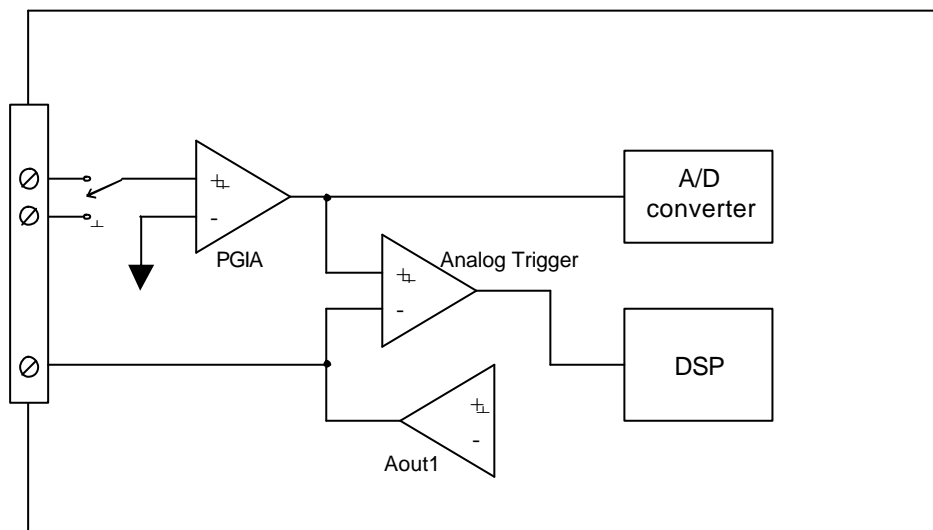 A/D
converter
+
-
PGIA
Analog Trigger
+
-
DSP
+
-
Aout1